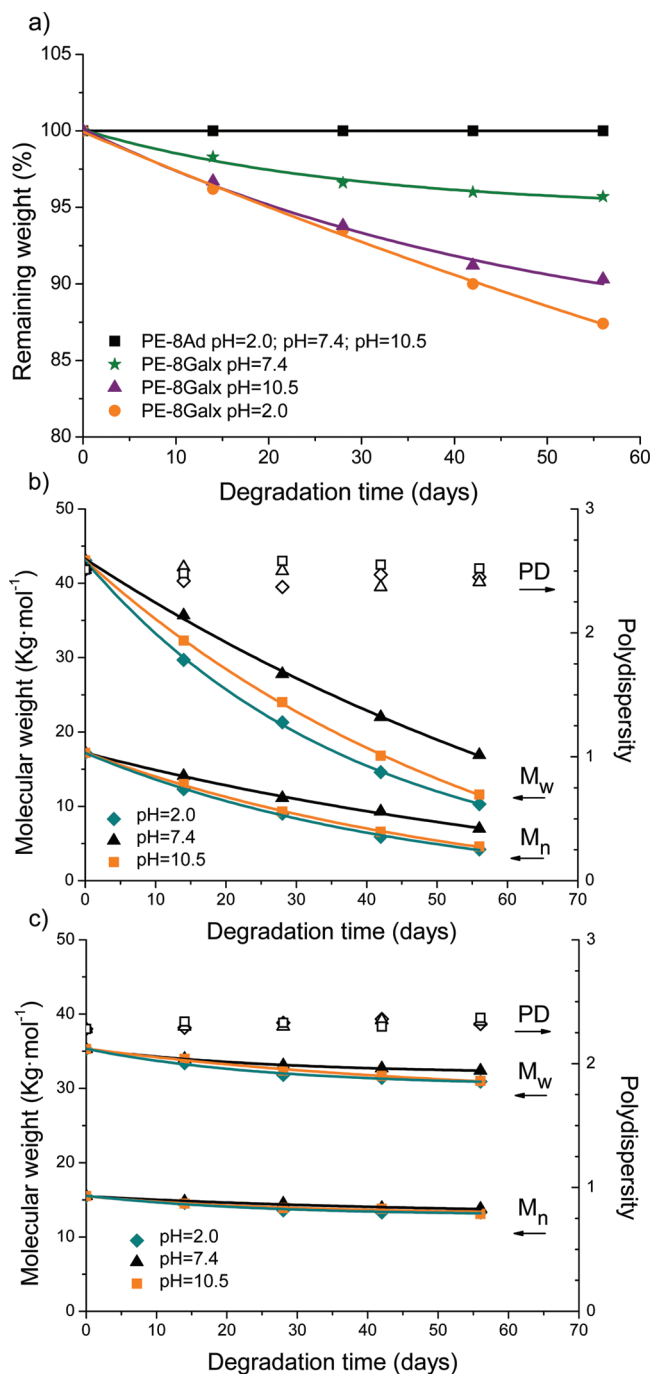 a)
105
100
95
90
85
80
Remaining weight (%)
PE-8Ad pH=2.0; pH=7.4; pH=10.5
PE-8Galx pH=7.4
PE-8Galx pH=10.5
PE-8Galx pH=2.0
0 10 20 30 40 50 60
Degradation time (days)
b)
50
40
30
20
10
0
Molecular weight (Kg·mol-1)
3
2
1
0
Polydispersity
PD
Mw
Mn
pH=2.0
pH=7.4
pH=10.5
0 10 20 30 40 50 60 70
Degradation time (days)
c)
50
40
30
20
10
0
Molecular weight (Kg·mol-1)
3
2
1
0
Polydispersity
PD
Mw
Mn
pH=2.0
pH=7.4
pH=10.5
0 10 20 30 40 50 60 70
Degradation time (days)